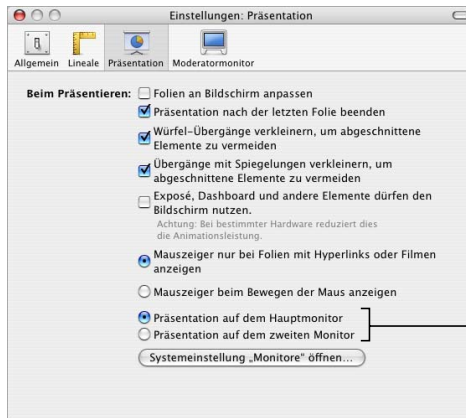 Einstellungen: Präsentation
Allgemein Lineale Präsentation Moderatormonitor
Beim Präsentieren: Folien an Bildschirm anpassen
Präsentation nach der letzten Folie beenden
Würfel-Übergänge verkleinern, um abgeschnittene
Elemente zu vermeiden
Übergänge mit Spiegelungen verkleinern, um
abgeschnittene Elemente zu vermeiden
Exposé, Dashboard und andere Elemente dürfen den
Bildschirm nutzen.
Achtung: Bei bestimmter Hardware reduziert dies
die Animationsleistung.
Mauszeiger nur bei Folien mit Hyperlinks oder Filmen
anzeigen
Mauszeiger beim Bewegen der Maus anzeigen
Präsentation auf dem Hauptmonitor
Präsentation auf dem zweiten Monitor
Systemeinstellung „Monitore“ öffnen...